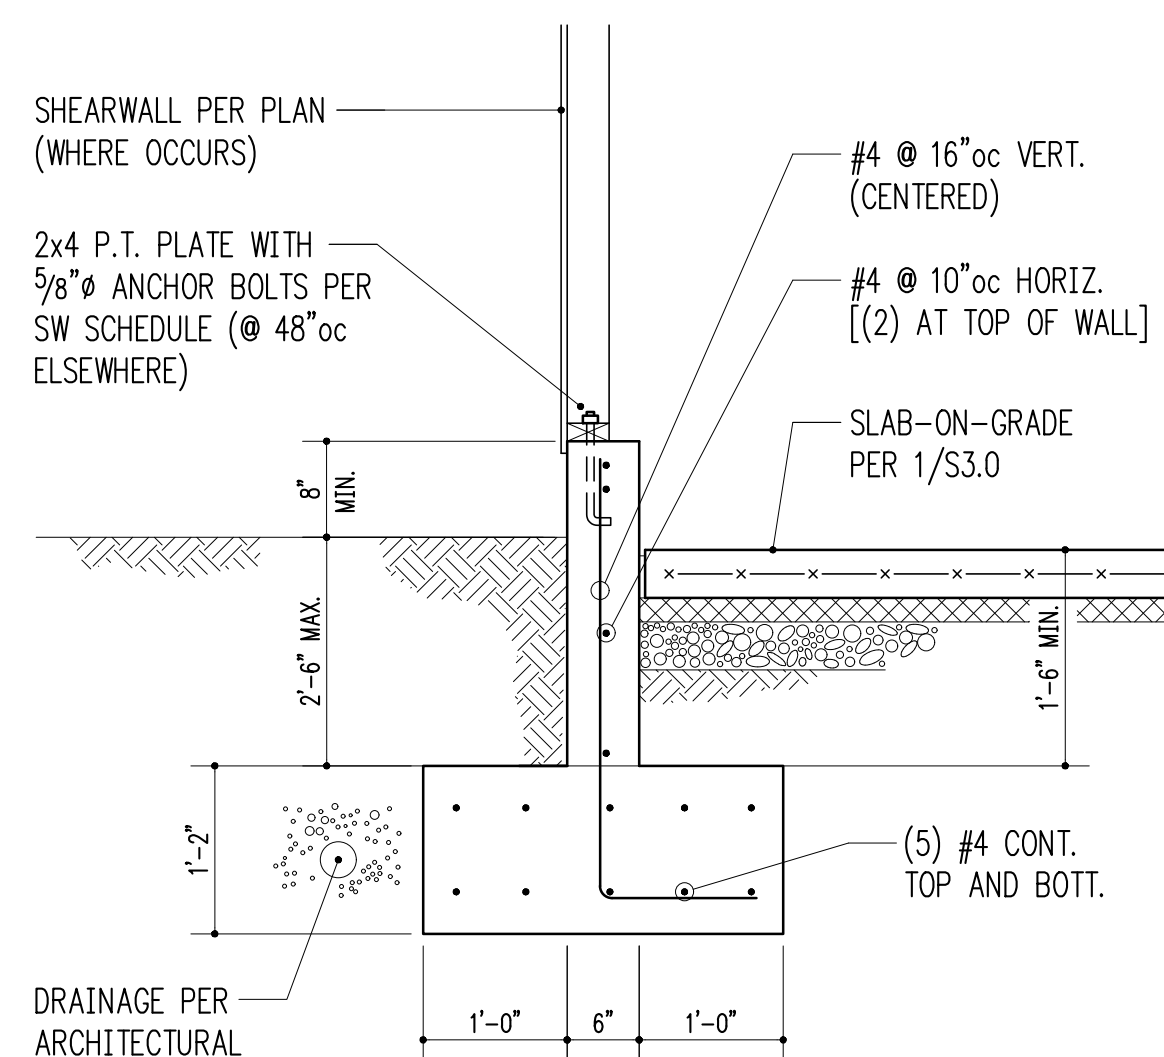 SHEARWALL PER PLAN
(WHERE OCCURS)
2x4 P.T. PLATE WITH
5/8"ø ANCHOR BOLTS PER
SW SCHEDULE (@ 48"oc
ELSEWHERE)
#4 @ 16"oc VERT.
(CENTERED)
#4 @ 10"oc HORIZ.
[(2) AT TOP OF WALL]
SLAB-ON-GRADE
PER 1/S3.0
8"
MIN.
2'-6" MAX.
1'-6" MIN.
1'-2"
(5) #4 CONT.
TOP AND BOTT.
DRAINAGE PER
ARCHITECTURAL
1'-0"
6"
1'-0"